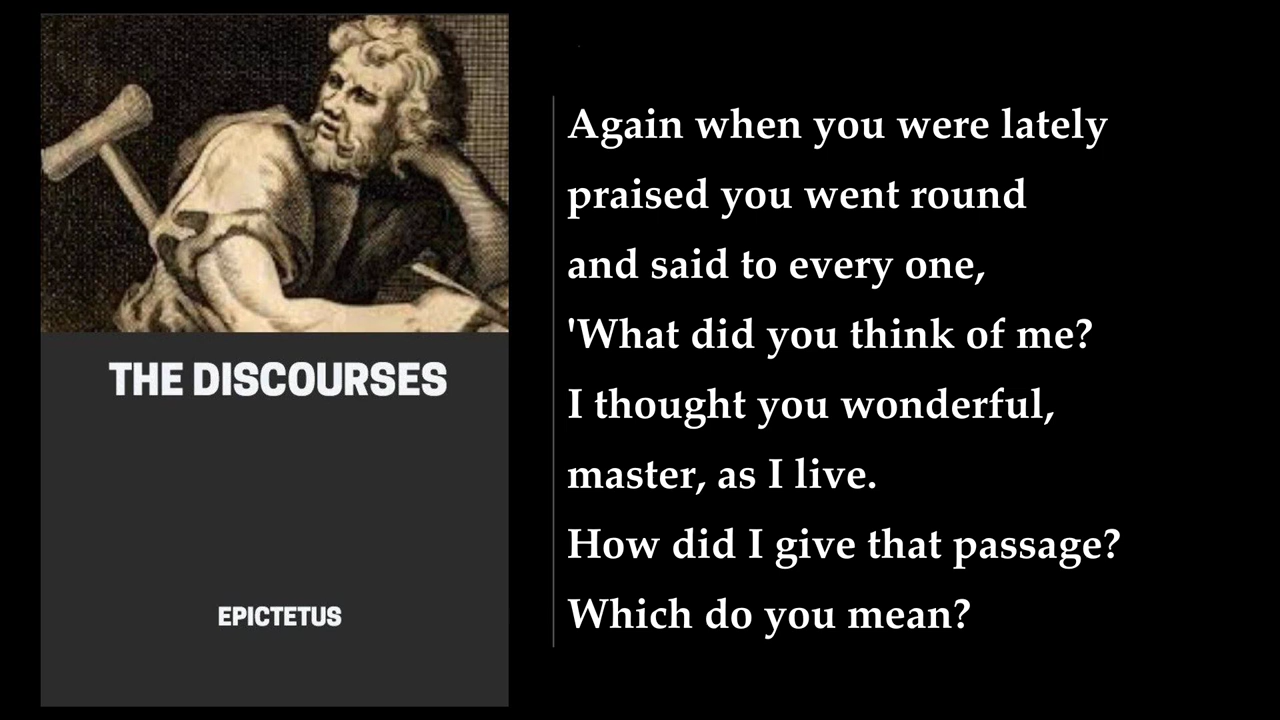 THE DISCOURSES
EPICTETUS
Again when you were lately
praised you went round
and said to every one,
'What did you think of me?
I thought you wonderful,
master, as I live.
How did I give that passage?
Which do you mean?